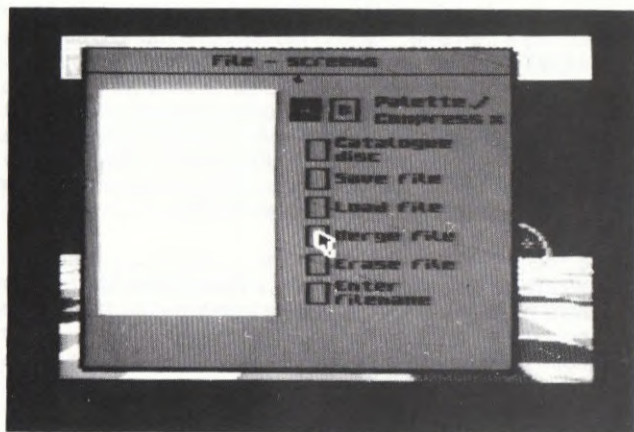 File - screens
A B Palette ✓
Compress x
Catalogue
disc
Save file
Load file
Merge file
Erase file
Enter
filename